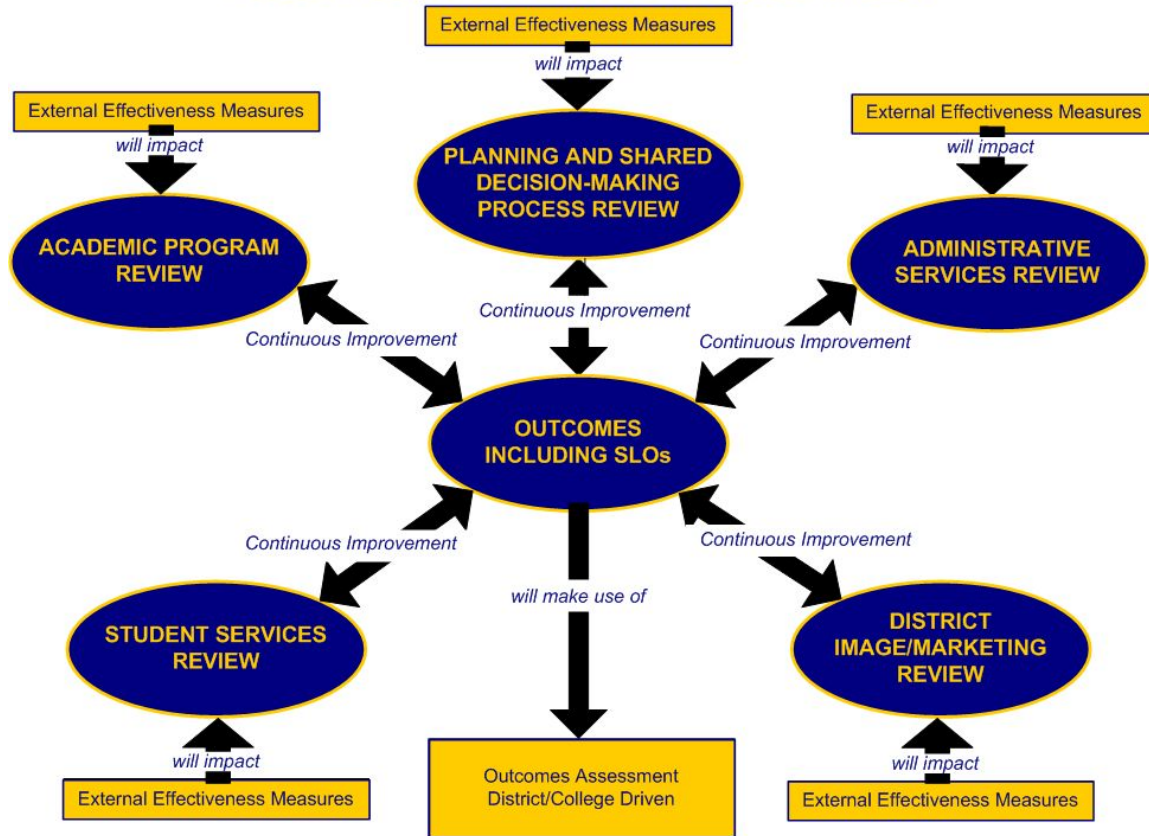 External Effectiveness Measures
will impact
External Effectiveness Measures
will impact
External Effectiveness Measures
will impact
PLANNING AND SHARED
DECISION-MAKING
PROCESS REVIEW
ACADEMIC PROGRAM
REVIEW
ADMINISTRATIVE
SERVICES REVIEW
Continuous Improvement
Continuous Improvement
Continuous Improvement
OUTCOMES
INCLUDING SLOs
Continuous Improvement
Continuous Improvement
will make use of
STUDENT SERVICES
REVIEW
DISTRICT
IMAGE/MARKETING
REVIEW
will impact
External Effectiveness Measures
Outcomes Assessment
District/College Driven
will impact
External Effectiveness Measures